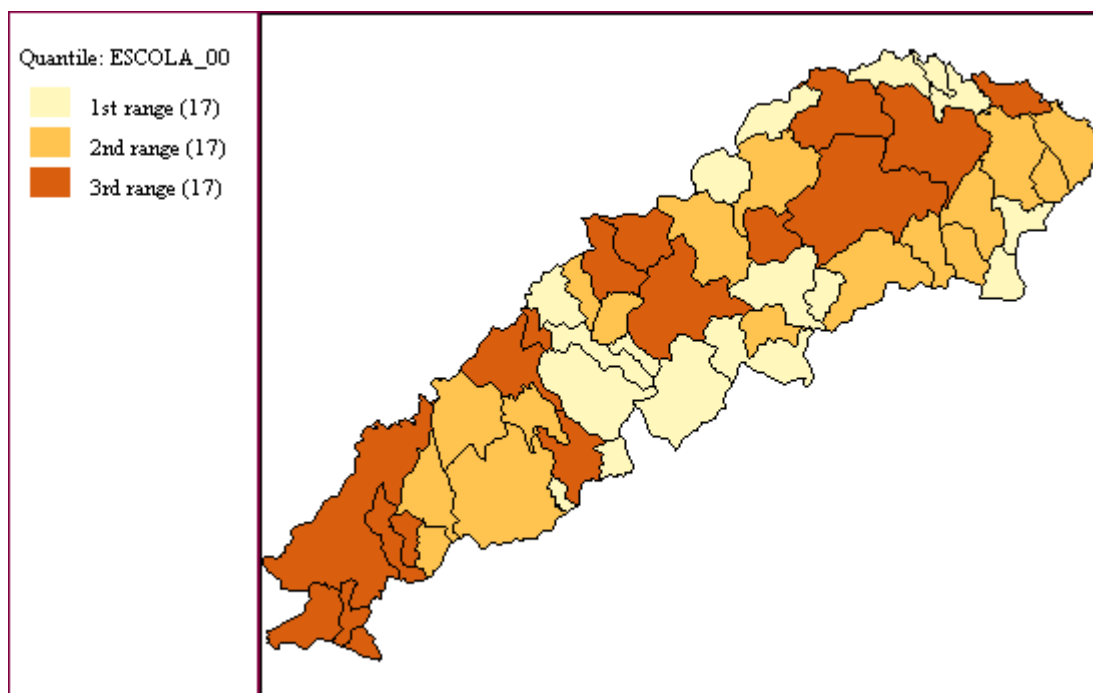 Quantile: ESCOLA_00
1st range (17)
2nd range (17)
3rd range (17)